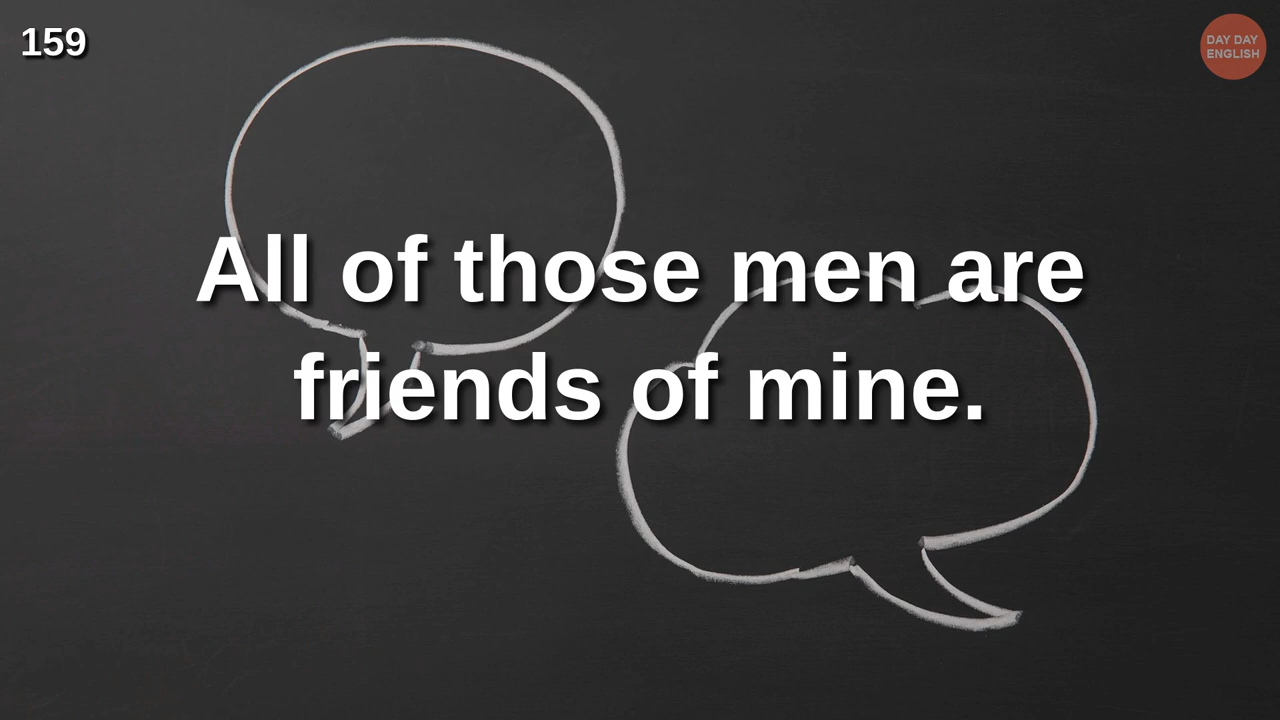 159
DAY DAY
ENGLISH
All of those men are
friends of mine.